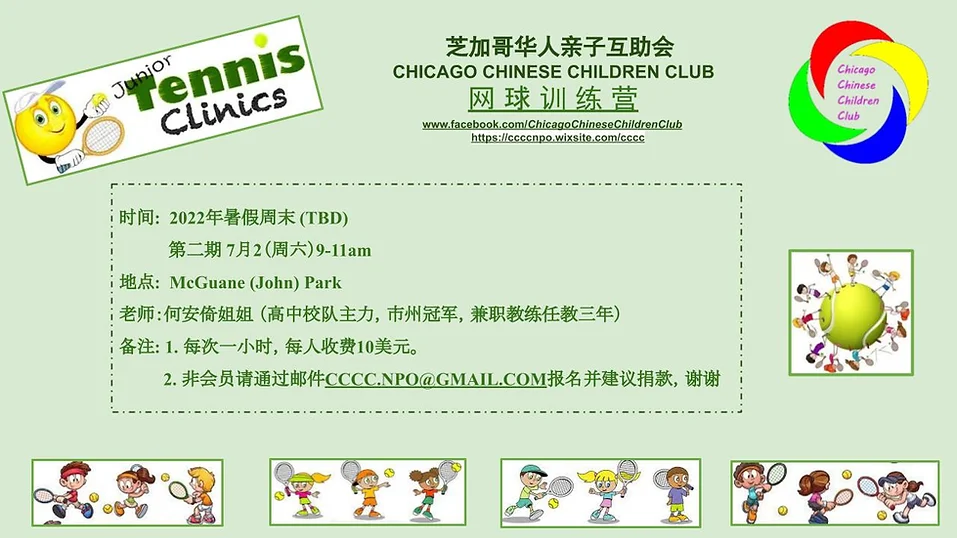 Junior
Tennis
Clinics
芝加哥华人亲子互助会
CHICAGO CHINESE CHILDREN CLUB
网 球 训 练 营
www.facebook.com/ChicagoChineseChildrenClub
https://ccccnpo.wixsite.com/cccc
Chicago
Chinese
Children
Club
时间: 2022年暑假周末 (TBD)
第二期 7月2(周六)9-11am
地点: McGuane (John) Park
老师:何安倚姐姐 (高中校队主力, 市州冠军, 兼职教练任教三年)
备注: 1. 每次一小时, 每人收费10美元。
2. 非会员请通过邮件CCCC.NPO@GMAIL.COM报名并建议捐款, 谢谢